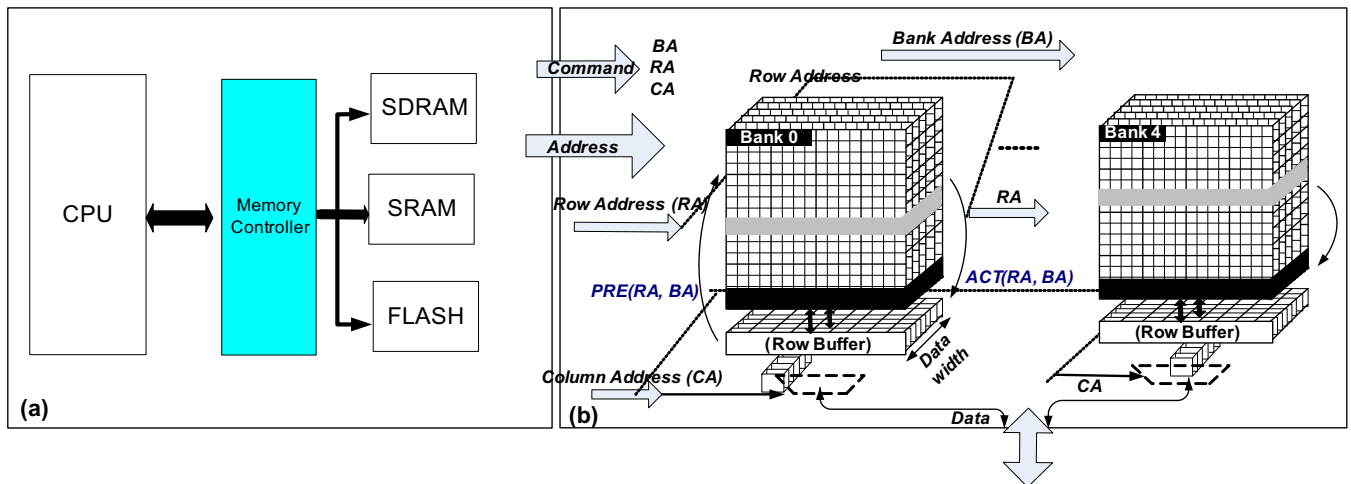 CPU
Memory
Controller
SDRAM
SRAM
FLASH
(a)
Command
BA
RA
CA
Address
Bank Address (BA)
Row Address
Bank 0
Bank 4
Row Address (RA)
RA
PRE(RA, BA)
ACT(RA, BA)
(Row Buffer)
(Row Buffer)
Data
width
Column Address (CA)
CA
Data
(b)